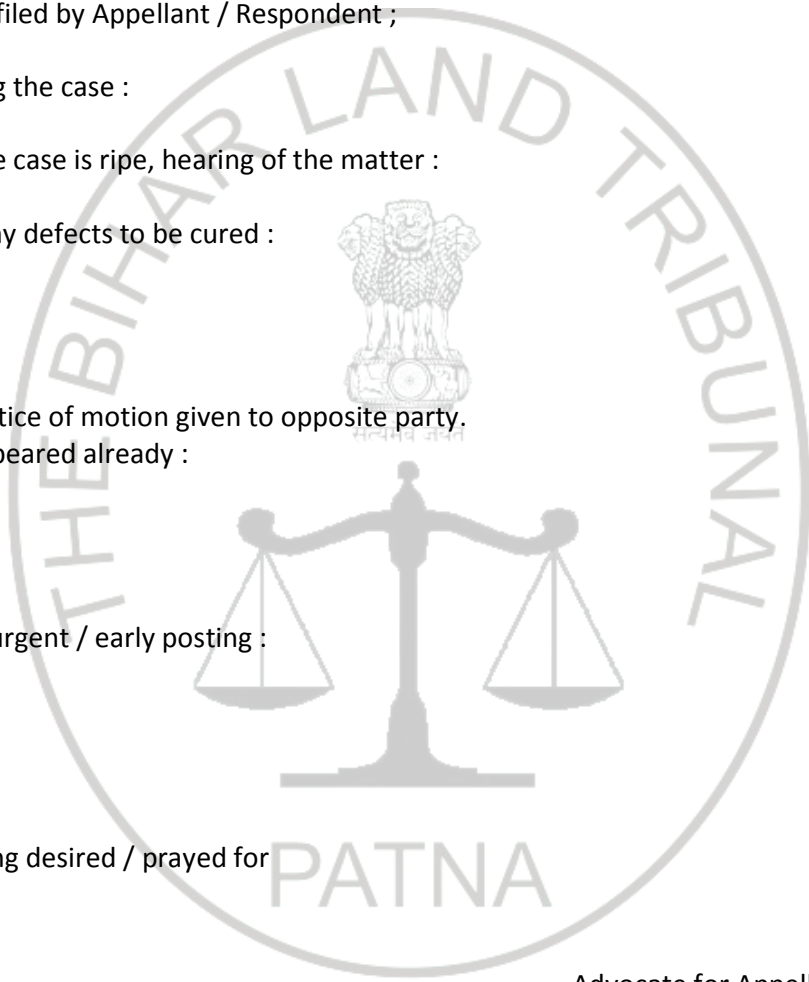 filed by Appellant / Respondent ;
g the case :
e case is ripe, hearing of the matter :
ny defects to be cured :
tice of motion given to opposite party.
peared already :
urgent / early posting :
ng desired / prayed for
Advocate for Appell
THE BIHAR LAND TRIBUNAL
सत्यमेव जयते
PATNA